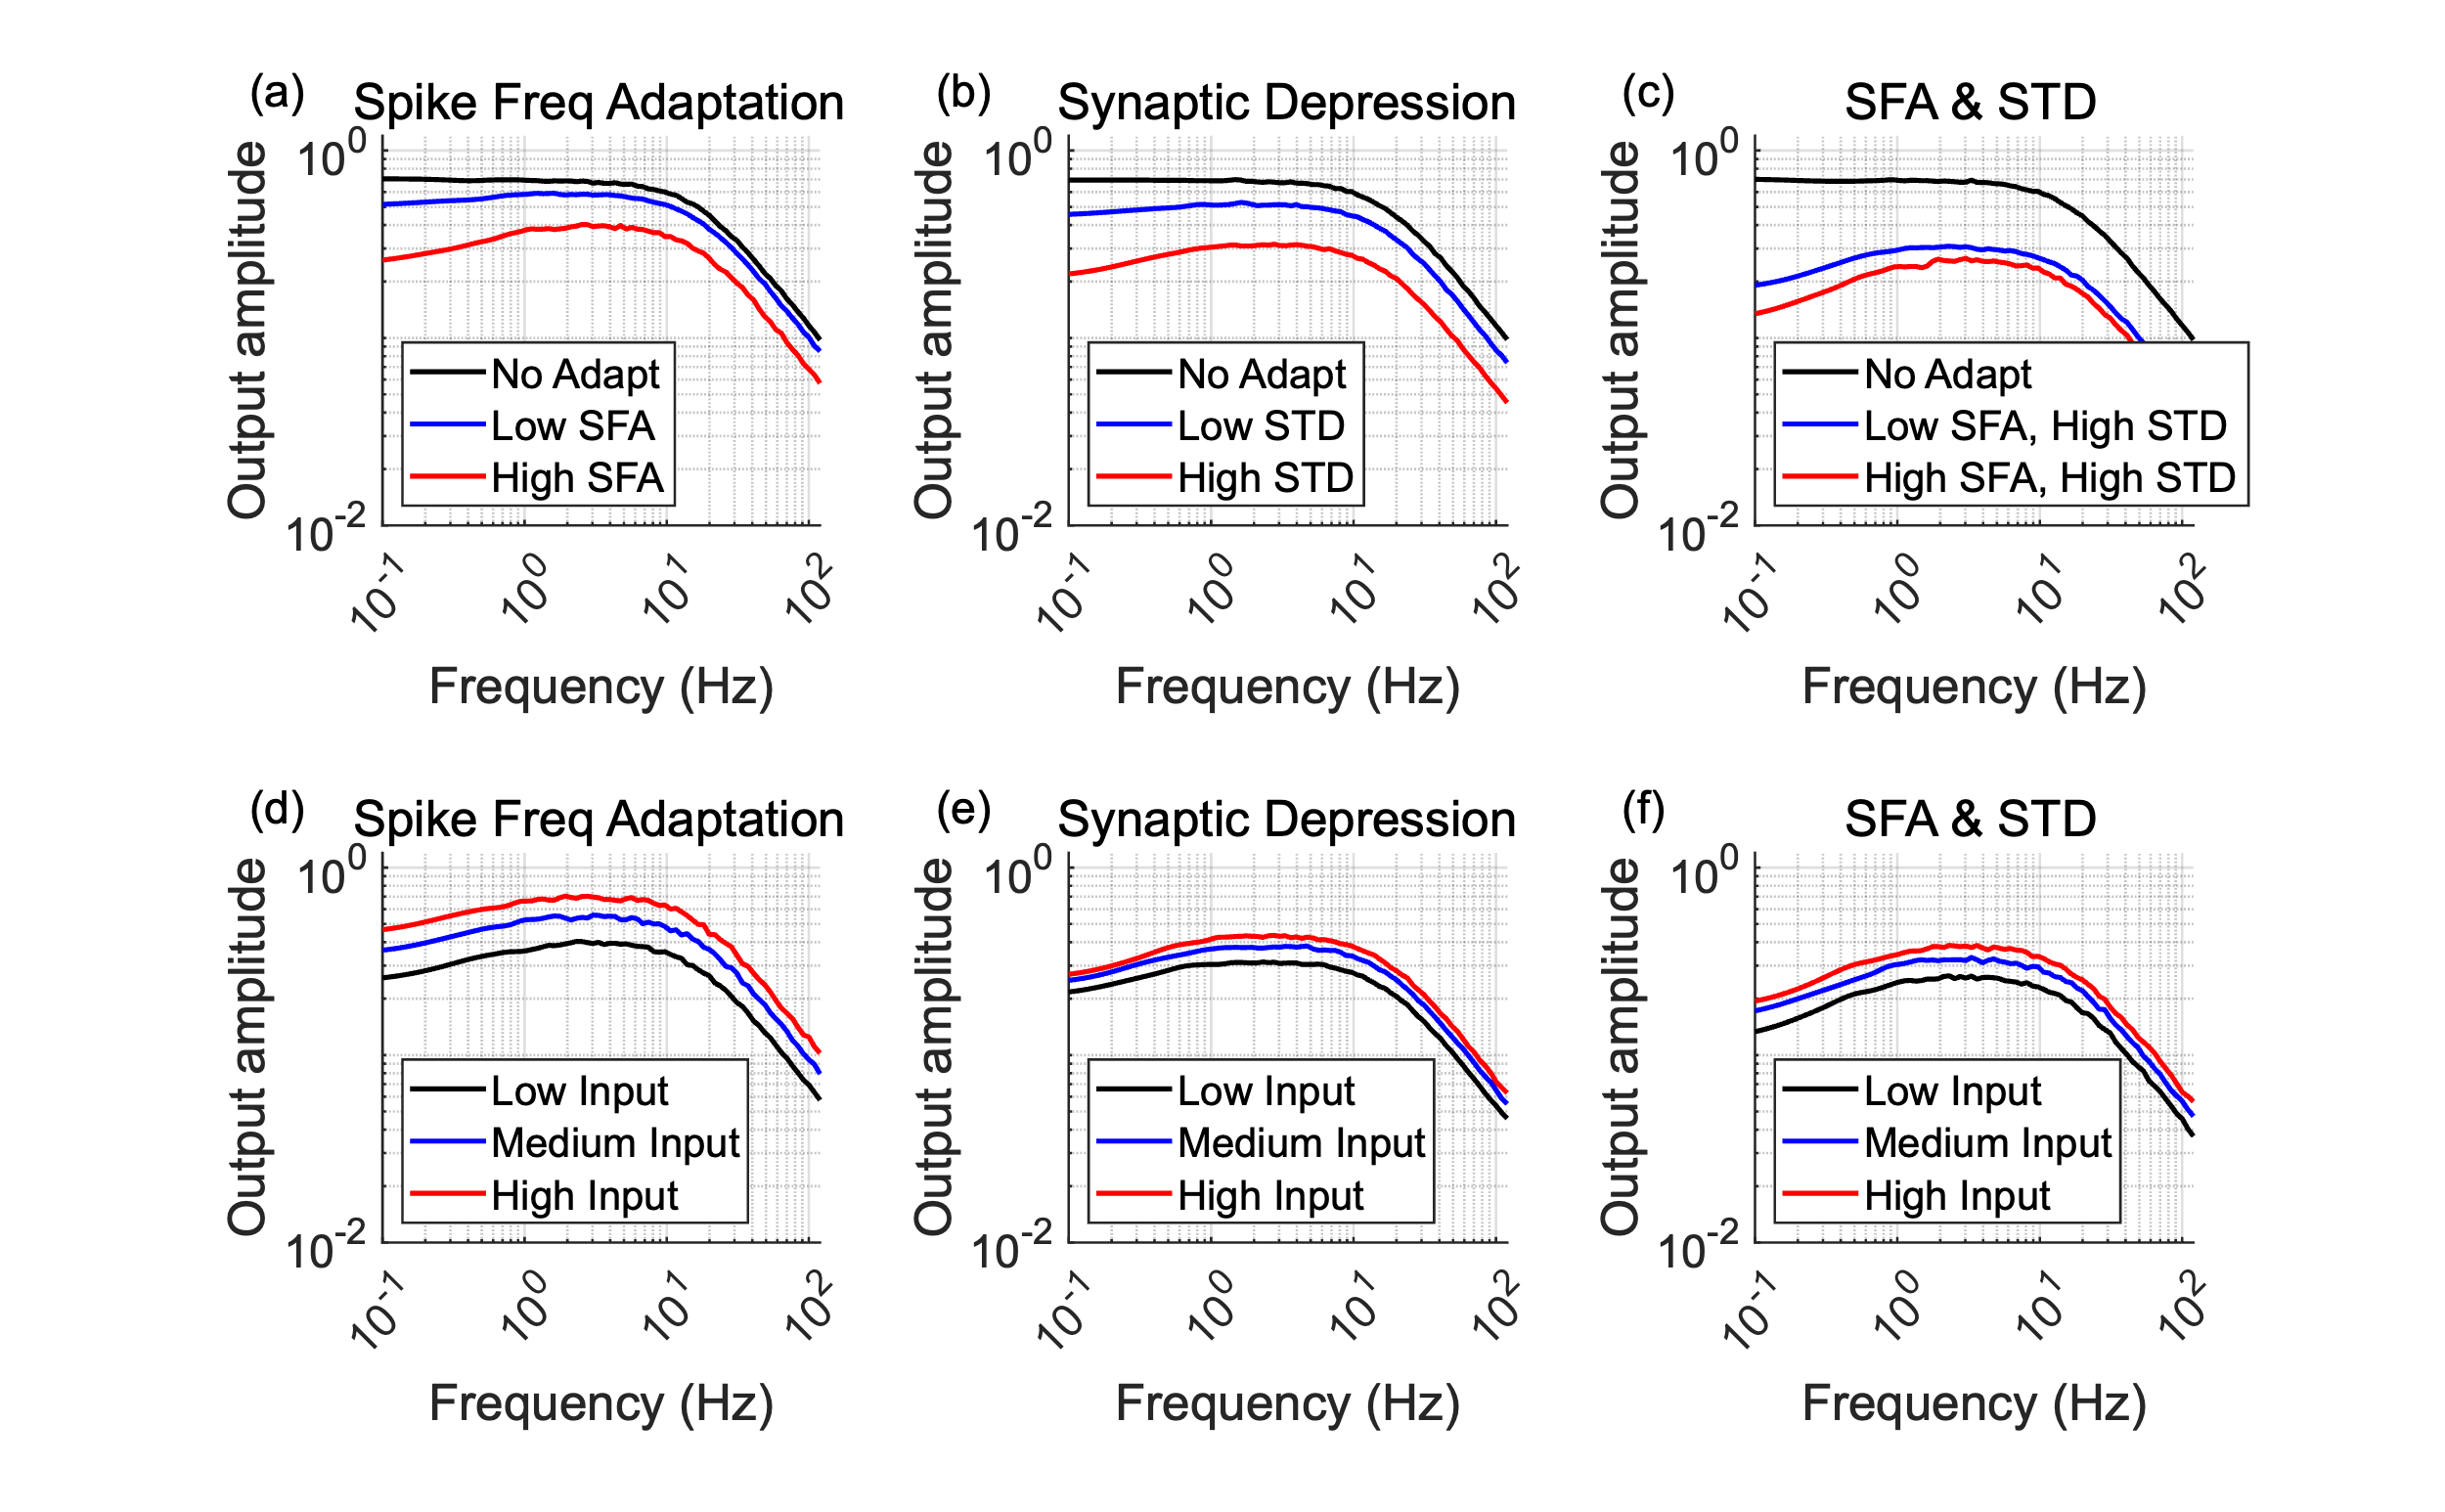 (a) Spike Freq Adaptation
Output amplitude
10^0
10^-2
No Adapt
Low SFA
High SFA
10^-1 10^0 10^1 10^2
Frequency (Hz)
(b) Synaptic Depression
Output amplitude
10^0
10^-2
No Adapt
Low STD
High STD
10^-1 10^0 10^1 10^2
Frequency (Hz)
(c) SFA & STD
Output amplitude
10^0
10^-2
No Adapt
Low SFA, High STD
High SFA, High STD
10^-1 10^0 10^1 10^2
Frequency (Hz)
(d) Spike Freq Adaptation
Output amplitude
10^0
10^-2
Low Input
Medium Input
High Input
10^-1 10^0 10^1 10^2
Frequency (Hz)
(e) Synaptic Depression
Output amplitude
10^0
10^-2
Low Input
Medium Input
High Input
10^-1 10^0 10^1 10^2
Frequency (Hz)
(f) SFA & STD
Output amplitude
10^0
10^-2
Low Input
Medium Input
High Input
10^-1 10^0 10^1 10^2
Frequency (Hz)